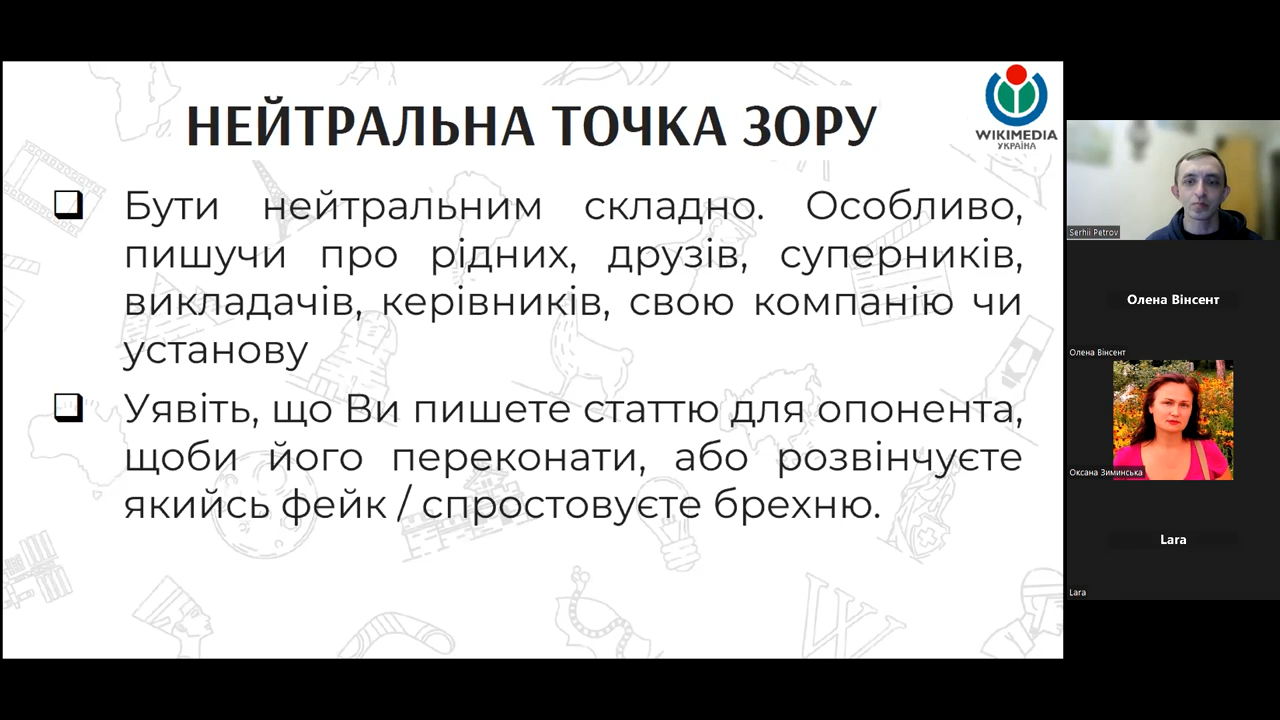 НЕЙТРАЛЬНА ТОЧКА ЗОРУ
WIKIMEDIA
УКРАЇНА
Бути нейтральним складно. Особливо,
пишучи про рідних, друзів, суперників,
викладачів, керівників, свою компанію чи
установу
Уявіть, що Ви пишете статтю для опонента,
щоби його переконати, або розвінчуєте
якийсь фейк / спростовуєте брехню.
Serhii Petrov
Олена Вінсент
Олена Вінсент
Оксана Зиминська
Lara
Lara